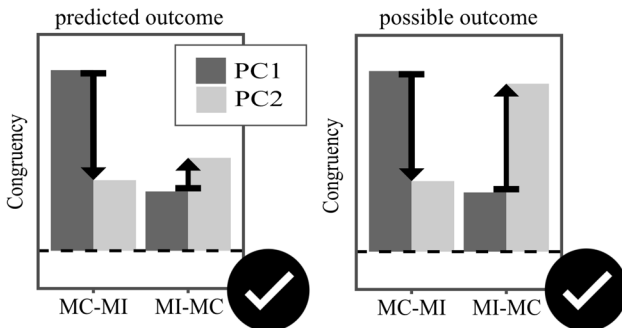 predicted outcome
possible outcome
PC1
PC2
Congruency
Congruency
MC-MI
MI-MC
MC-MI
MI-MC